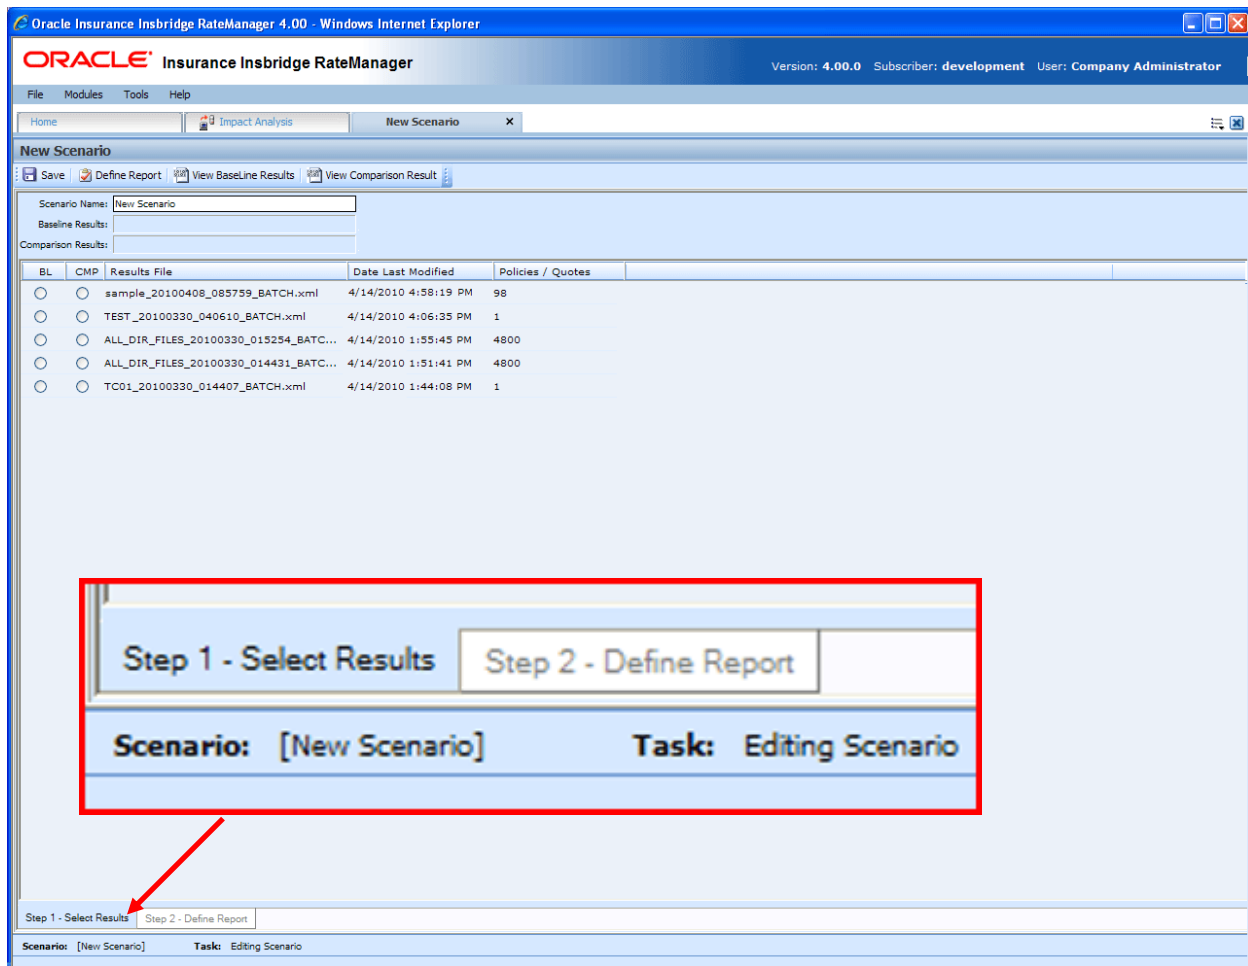 Oracle Insurance Insbridge RateManager 4.00 - Windows Internet Explorer
ORACLE Insurance Insbridge RateManager
Version: 4.00.0 Subscriber: development User: Company Administrator
File Modules Tools Help
Home Impact Analysis New Scenario x
New Scenario
Save Define Report View BaseLine Results View Comparison Result
Scenario Name: New Scenario
Baseline Results:
Comparison Results:
BL CMP Results File Date Last Modified Policies / Quotes
sample_20100408_085759_BATCH.xml 4/14/2010 4:58:19 PM 98
TEST_20100330_040610_BATCH.xml 4/14/2010 4:06:35 PM 1
ALL_DIR_FILES_20100330_015254_BATC... 4/14/2010 1:55:45 PM 4800
ALL_DIR_FILES_20100330_014431_BATC... 4/14/2010 1:51:41 PM 4800
TC01_20100330_014407_BATCH.xml 4/14/2010 1:44:08 PM 1
Step 1 - Select Results Step 2 - Define Report
Scenario: [New Scenario] Task: Editing Scenario
Step 1 - Select Results Step 2 - Define Report
Scenario: [New Scenario] Task: Editing Scenario